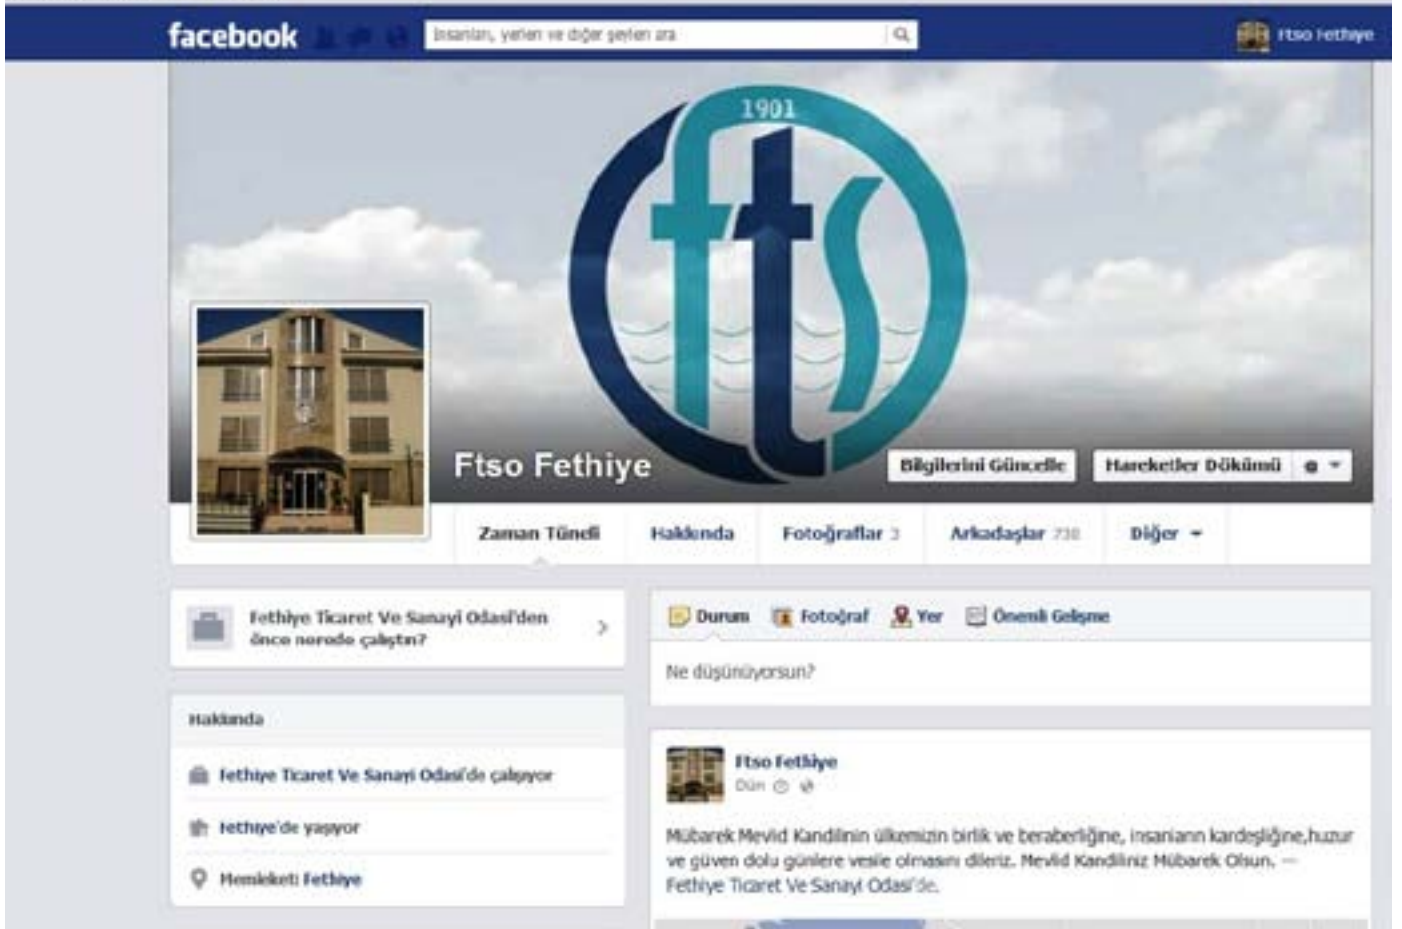 facebook
İnsanları, yerleri ve diğer şeyleri ara
Ftso Fethiye
1901
fts
Ftso Fethiye
Bilgilerini Güncelle
Hareketler Dökümü
Zaman Tüneli
Hakkında
Fotoğraflar 3
Arkadaşlar
Diğer
Fethiye Ticaret Ve Sanayi Odasi'den
önce nerede çalıştın?
Durum
Fotoğraf
Yer
Önemli Gelişme
Ne düşünüyorsun?
Hakkında
Fethiye Ticaret Ve Sanayi Odasi'de çalışıyor
Fethiye'de yaşıyor
Memleketi Fethiye
Ftso Fethiye
Dün
Mübarek Mevlid Kandilinin ülkemizin birlik ve beraberliğine, insanların kardeşliğine,huzur
ve güven dolu günlere vesile olmasını dileriz. Mevlid Kandiliniz Mübarek Olsun. —
Fethiye Ticaret Ve Sanayi Odasi'de.